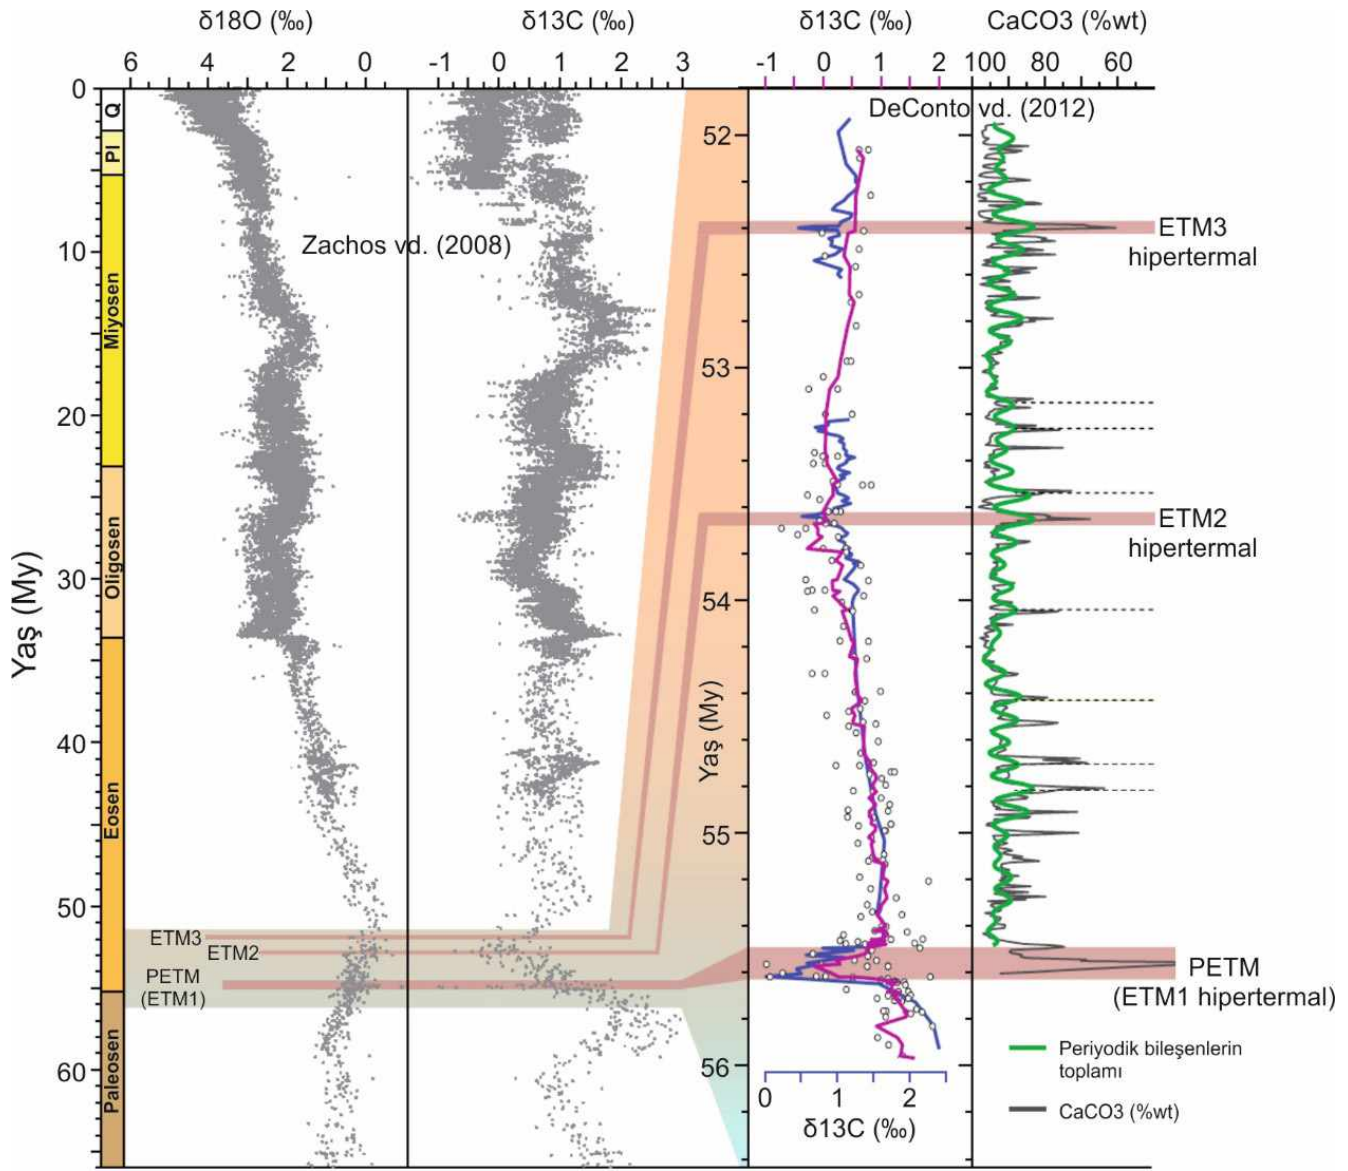 δ18O (‰)
δ13C (‰)
δ13C (‰)
CaCO3 (%wt)
6 4 2 0
-1 0 1 2 3
-1 0 1 2
100 80 60
DeConto vd. (2012)
Zachos vd. (2008)
Yaş (My)
0
10
20
30
40
50
60
Q
Pl
Miyosen
Oligosen
Eosen
Paleosen
ETM3
ETM2
PETM
(ETM1)
Yaş (My)
52
53
54
55
56
ETM3
hipertermal
ETM2
hipertermal
PETM
(ETM1 hipertermal)
Periyodik bileşenlerin
toplamı
CaCO3 (%wt)
0 2
δ13C (‰)